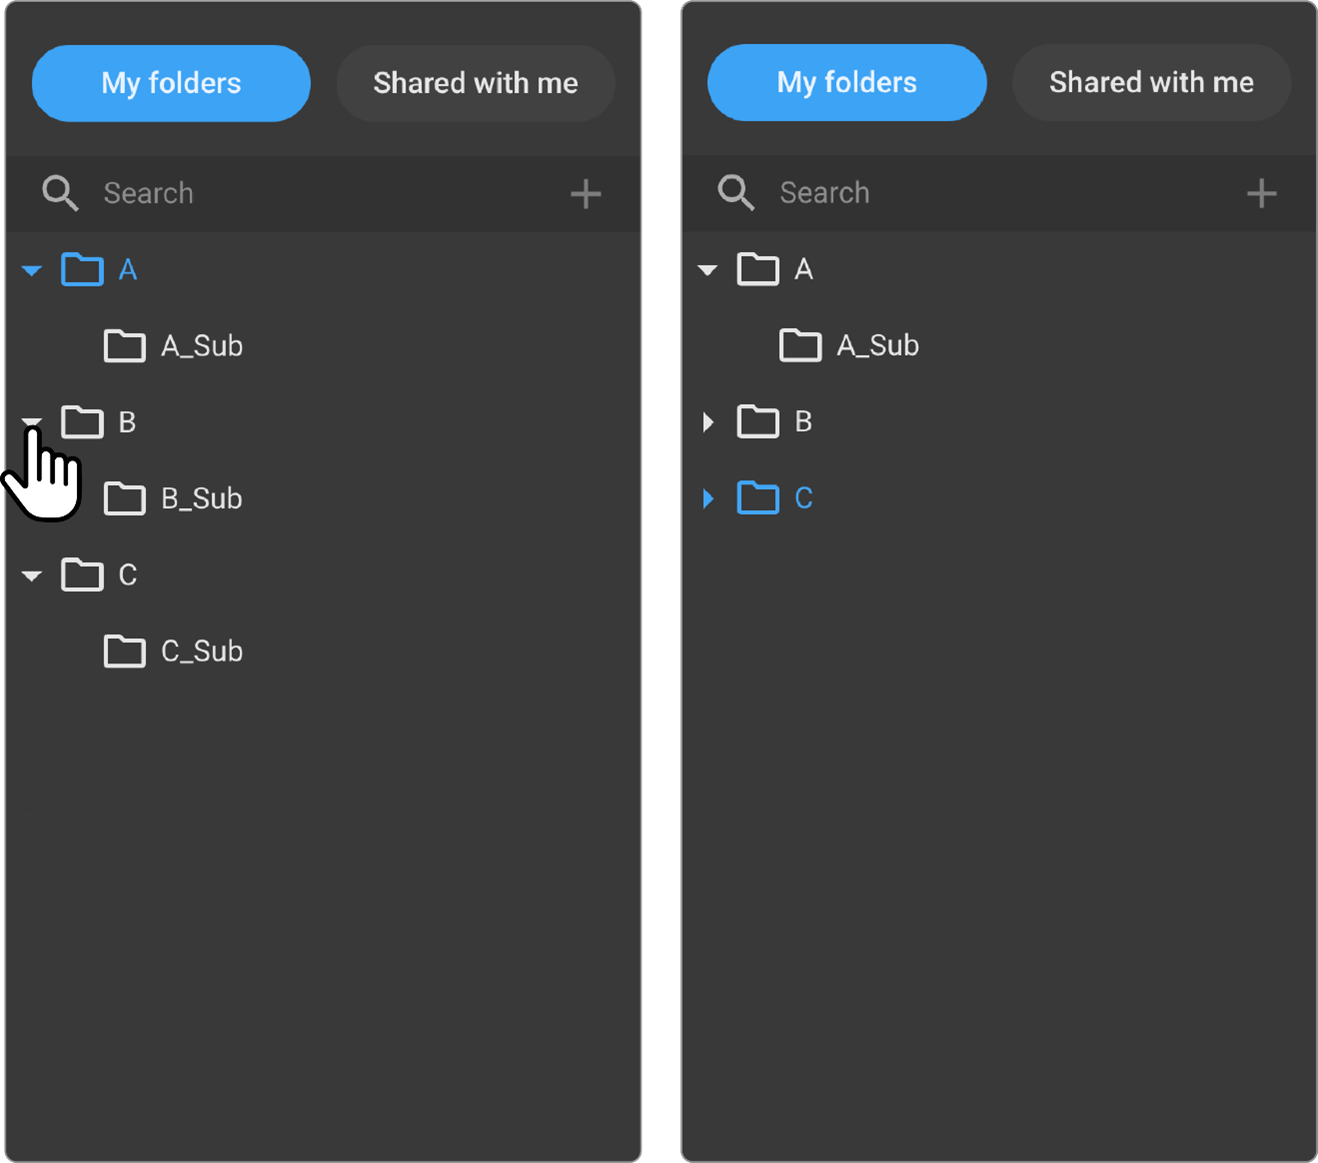 My folders
Shared with me
Search
A
A_Sub
B
B_Sub
C
C_Sub
My folders
Shared with me
Search
A
A_Sub
B
C